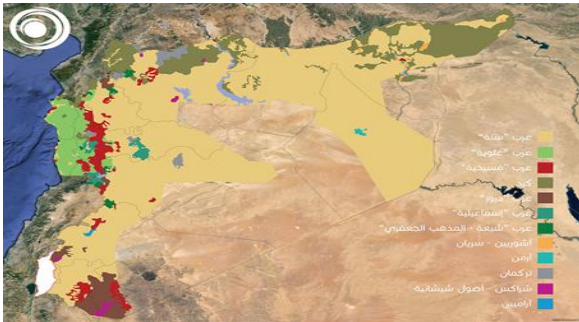 عرب "سنة"
عرب "علوية"
عرب "مسيحية"
عرب "دروز"
عرب "إسماعيلية"
عرب "شيعة - المذهب الجعفري"
آشوريين - سريان
أرمن
تركمان
شراكس - أصول شيشانية
آراميين